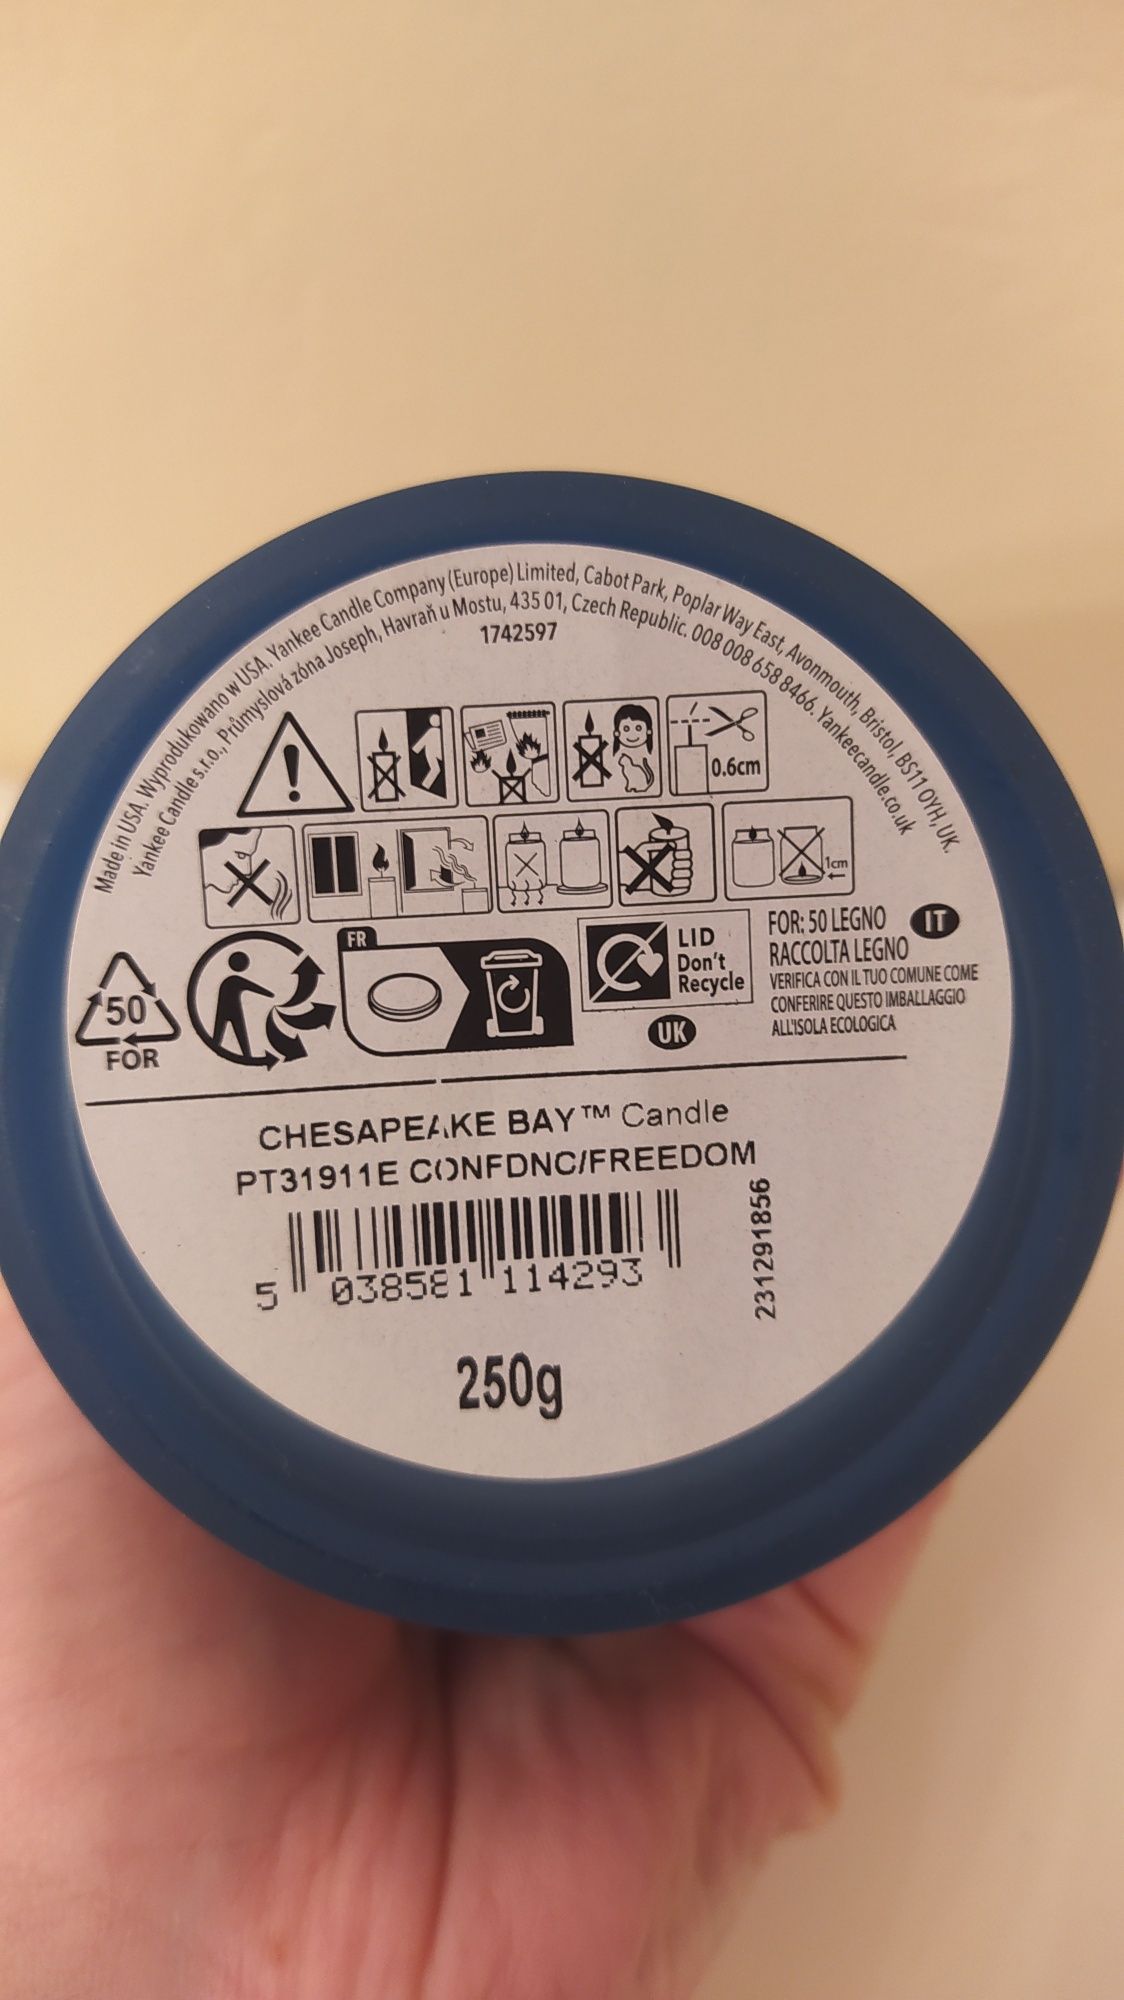 Made in USA. Wyprodukowano w USA. Yankee Candle Company (Europe) Limited, Cabot Park, Poplar Way East, Avonmouth, Bristol, BS11 0YH, UK.
Yankee Candle s.r.o., Průmyslová zóna Joseph, Havraň u Mostu, 435 01, Czech Republic. 008 008 658 8466. Yankeecandle.co.uk
1742597
0.6cm
1cm
50
FOR
FR
LID
Don't
Recycle
UK
FOR: 50 LEGNO
IT
RACCOLTA LEGNO
VERIFICA CON IL TUO COMUNE COME
CONFERIRE QUESTO IMBALLAGGIO
ALL'ISOLA ECOLOGICA
CHESAPEAKE BAY™ Candle
PT31911E CONFDNC/FREEDOM
5 038581 114293
231291856
250g